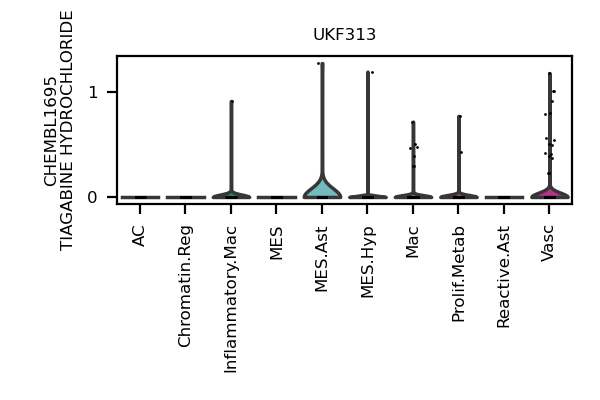 UKF313
CHEMBL1695
TIAGABINE HYDROCHLORIDE
1
0
AC
Chromatin.Reg
Inflammatory.Mac
MES
MES.Ast
MES.Hyp
Mac
Prolif.Metab
Reactive.Ast
Vasc